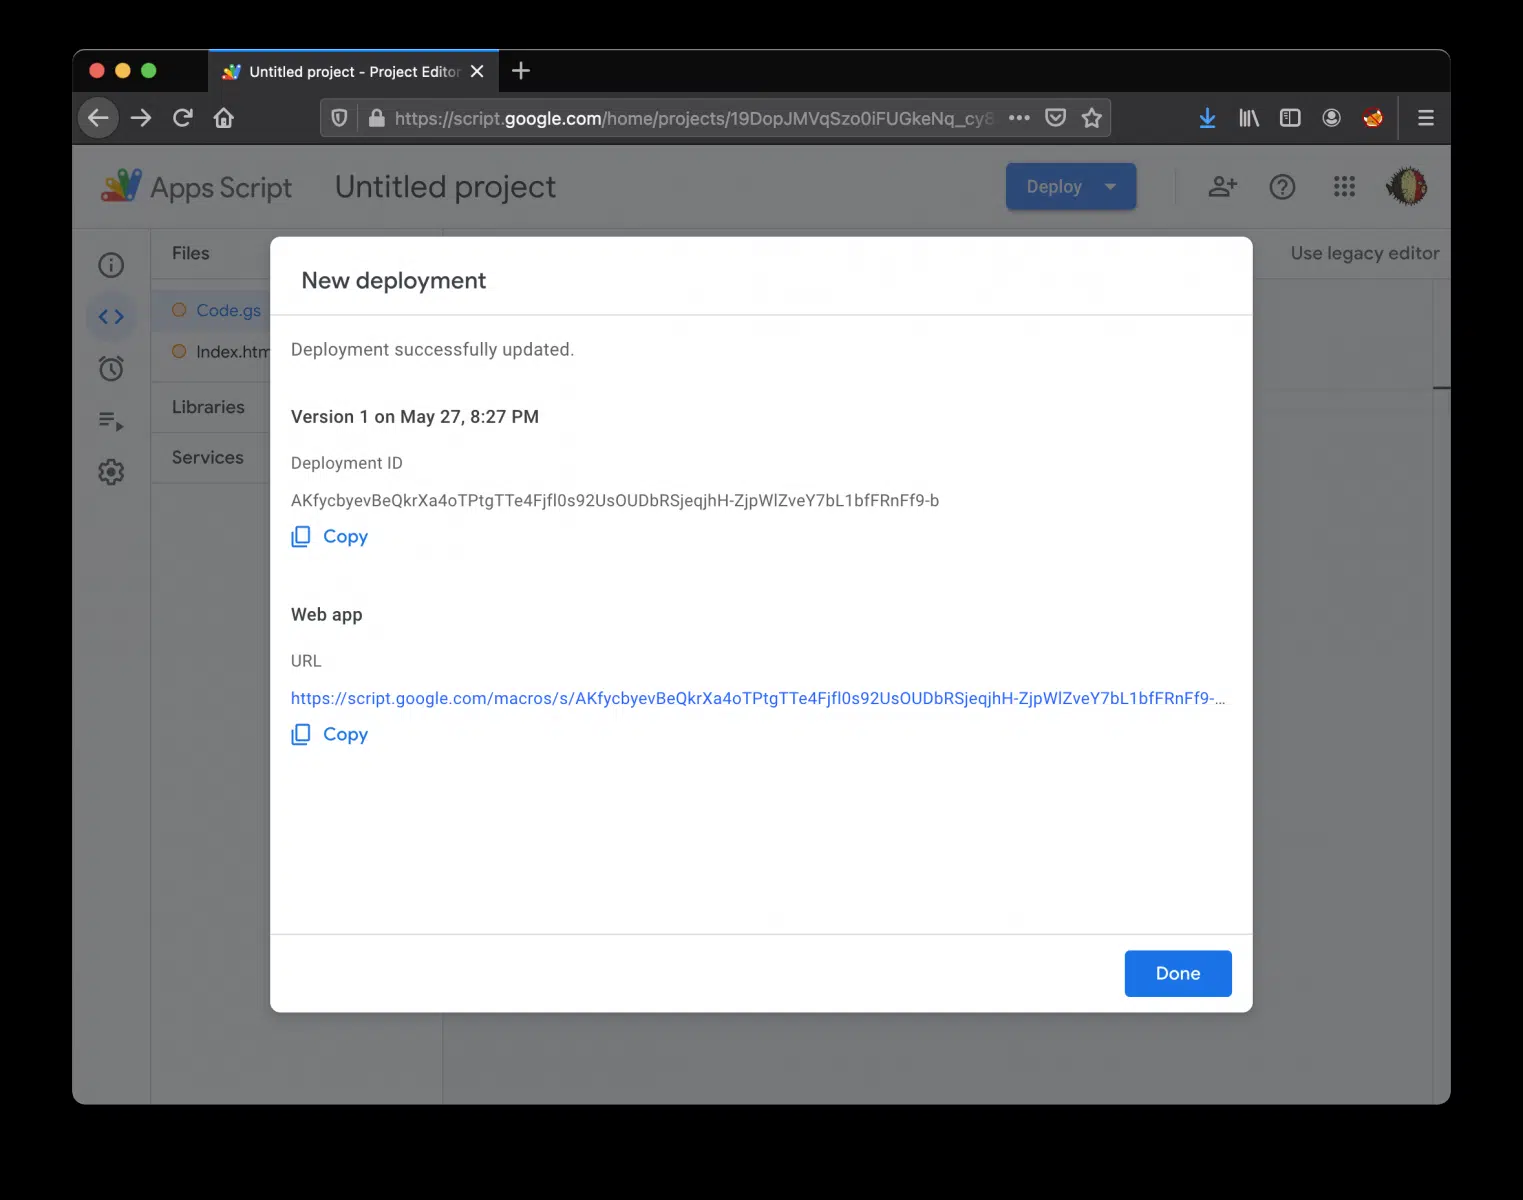 Untitled project - Project Editor
https://script.google.com/home/projects/19DopJMVqSzo0iFUGkeNq_cy8
Apps Script
Untitled project
Deploy
Files
Use legacy editor
Code.gs
Index.htm
Libraries
Services
New deployment
Deployment successfully updated.
Version 1 on May 27, 8:27 PM
Deployment ID
AKfycbyevBeQkrXa4oTPtgTTe4Fjfl0s92UsOUDbRSjeqjhH-ZjpWlZveY7bL1bfFRnFf9-b
Copy
Web app
URL
https://script.google.com/macros/s/AKfycbyevBeQkrXa4oTPtgTTe4Fjfl0s92UsOUDbRSjeqjhH-ZjpWlZveY7bL1bfFRnFf9-...
Copy
Done